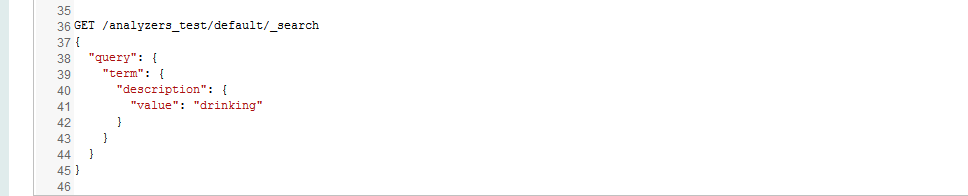 35
36 GET /analyzers_test/default/_search
37 {
38   "query": {
39     "term": {
40       "description": {
41         "value": "drinking"
42       }
43     }
44   }
45 }
46